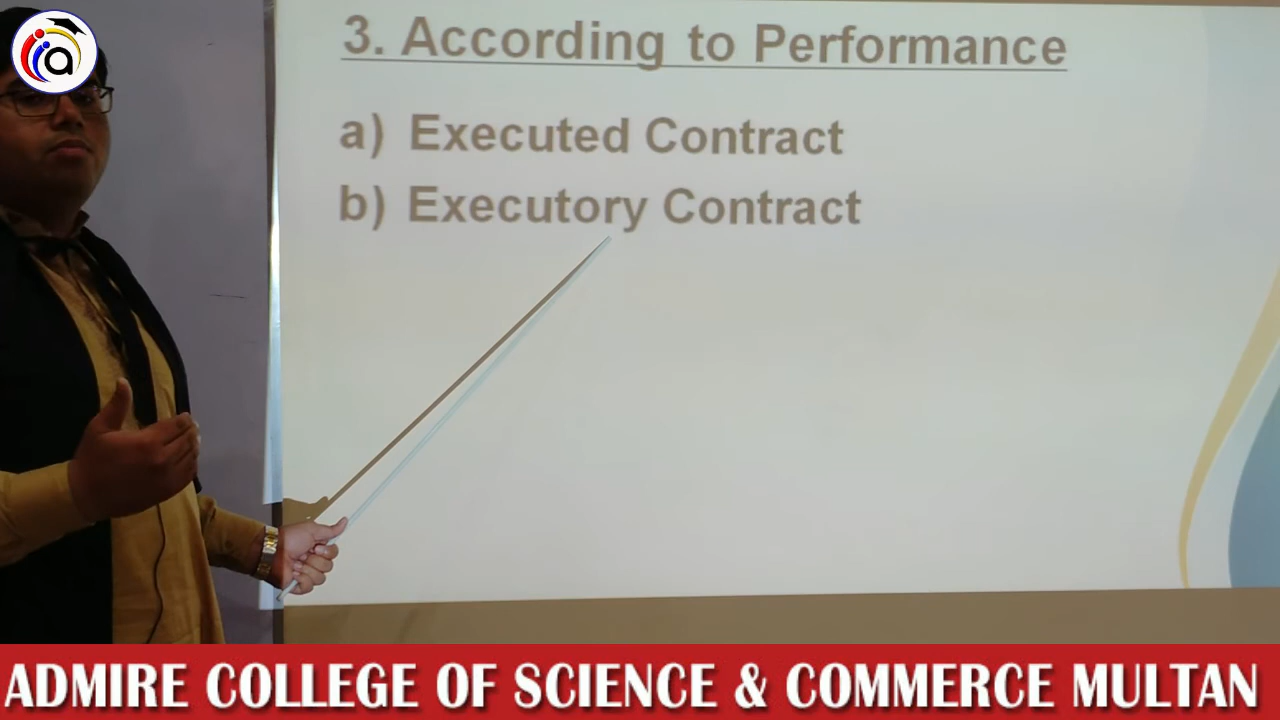 a
3. According to Performance
a) Executed Contract
b) Executory Contract
ADMIRE COLLEGE OF SCIENCE & COMMERCE MULTAN